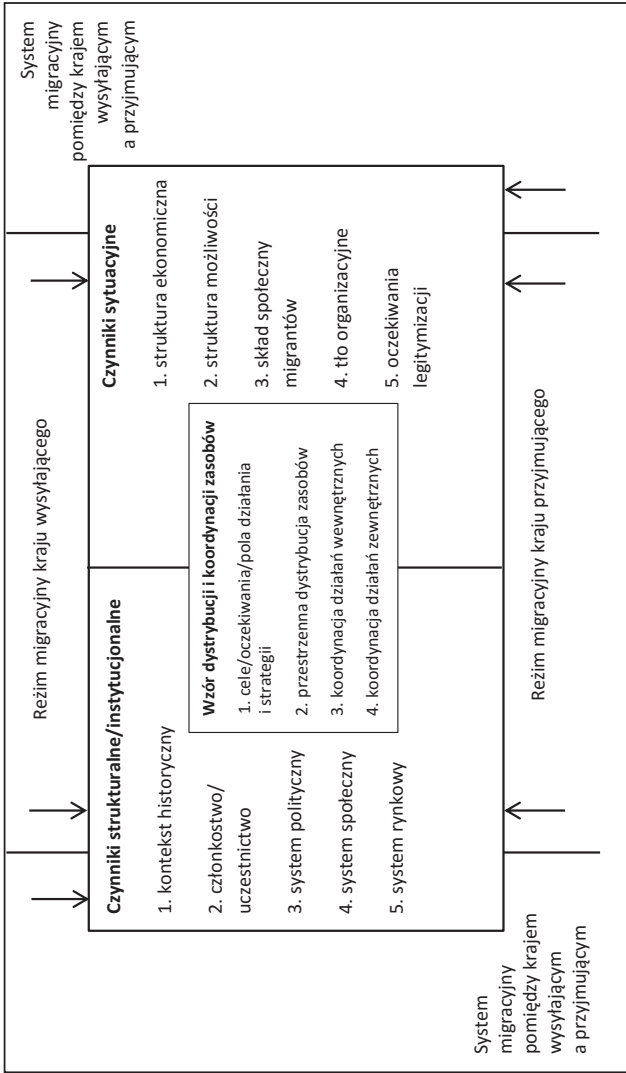 System
migracyjny
pomiędzy krajem
wysyłającym
a przyjmującym
Reżim migracyjny kraju wysyłającego
Czynniki strukturalne/instytucjonalne
1. kontekst historyczny
2. członkostwo/
uczestnictwo
3. system polityczny
4. system społeczny
5. system rynkowy
Wzór dystrybucji i koordynacji zasobów
1. cele/oczekiwania/pola działania
i strategii
2. przestrzenna dystrybucja zasobów
3. koordynacja działań wewnętrznych
4. koordynacja działań zewnętrznych
Czynniki sytuacyjne
1. struktura ekonomiczna
2. struktura możliwości
3. skład społeczny
migrantów
4. tło organizacyjne
5. oczekiwania
legitymizacji
Reżim migracyjny kraju przyjmującego
System
migracyjny
pomiędzy krajem
wysyłającym
a przyjmującym